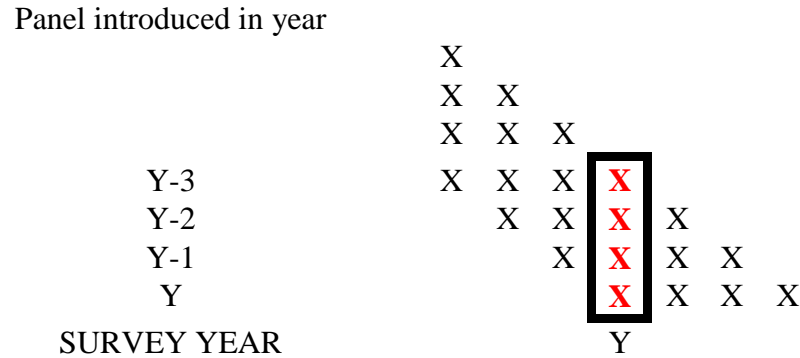 Panel introduced in year
X
X X
X X X
Y-3 X X X X
Y-2 X X X X
Y-1 X X X X
Y X X X X
SURVEY YEAR Y